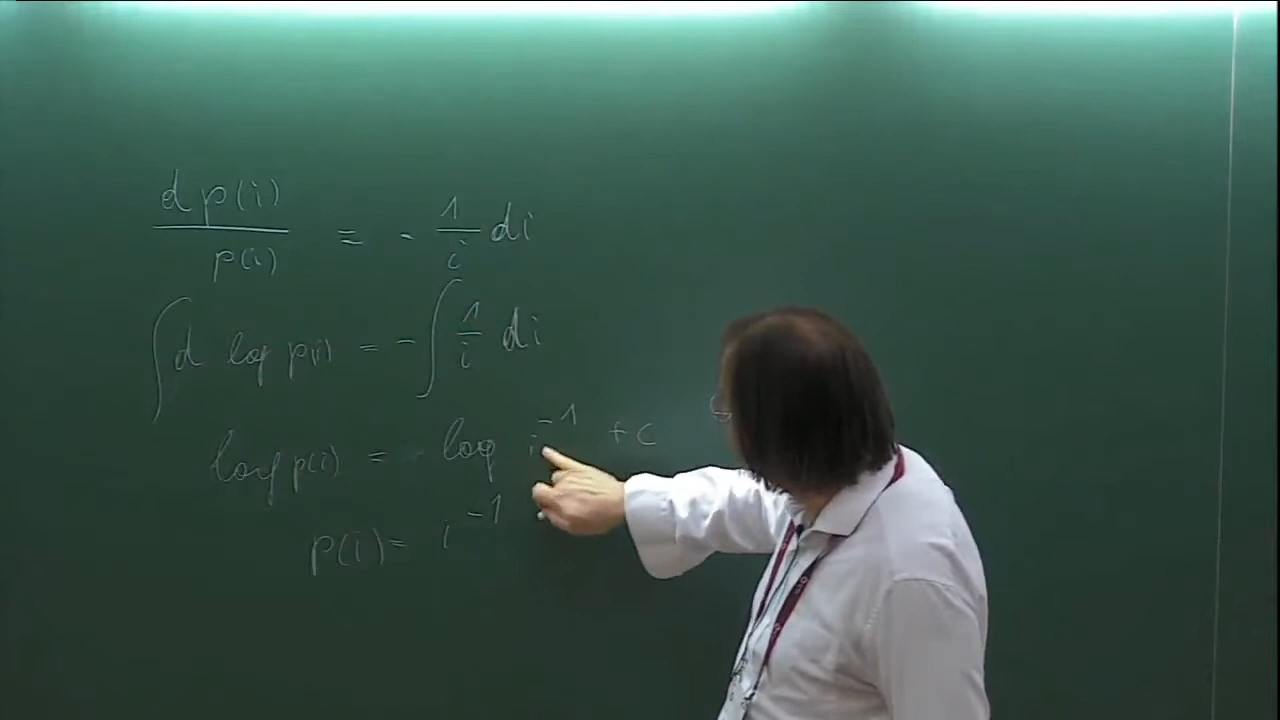 d p(i) / p(i) = - 1/i di
∫ d log p(i) = - ∫ 1/i di
log p(i) = log i⁻¹ + c
p(i) = i⁻¹